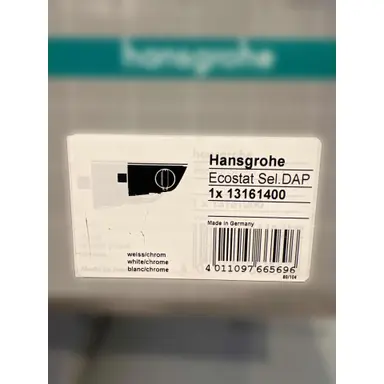 hansgrohe
Hansgrohe
Ecostat Sel.DAP
1x 13161400
Made in Germany
weiss/chrom
white/chrome
blanc/chrome
4 011097 665696